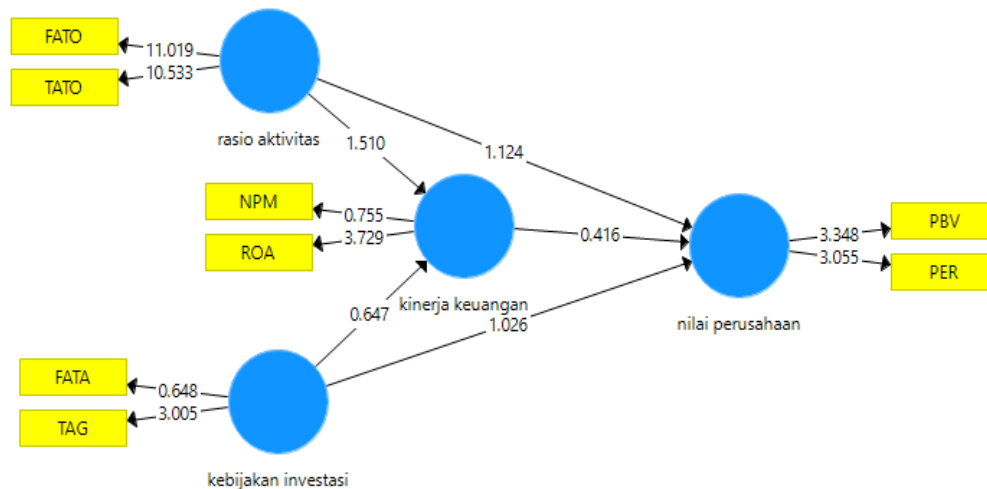 FATO
11.019
TATO
10.533
rasio aktivitas
1.510
1.124
NPM
0.755
ROA
3.729
kinerja keuangan
0.416
PBV
3.348
PER
3.055
nilai perusahaan
0.647
1.026
FATA
0.648
TAG
3.005
kebijakan investasi